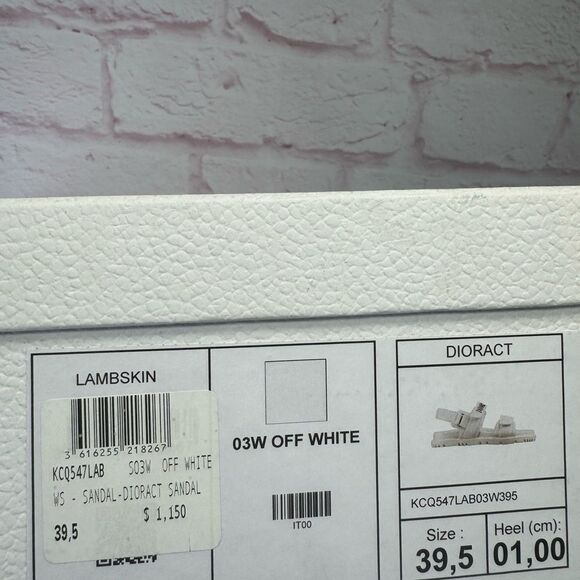 LAMBSKIN
3 616255 218267
KCQ547LAB S03W OFF WHITE
WS - SANDAL-DIORACT SANDAL
$ 1,150
39,5
03W OFF WHITE
IT00
DIORACT
KCQ547LAB03W395
Size : Heel (cm):
39,5 01,00